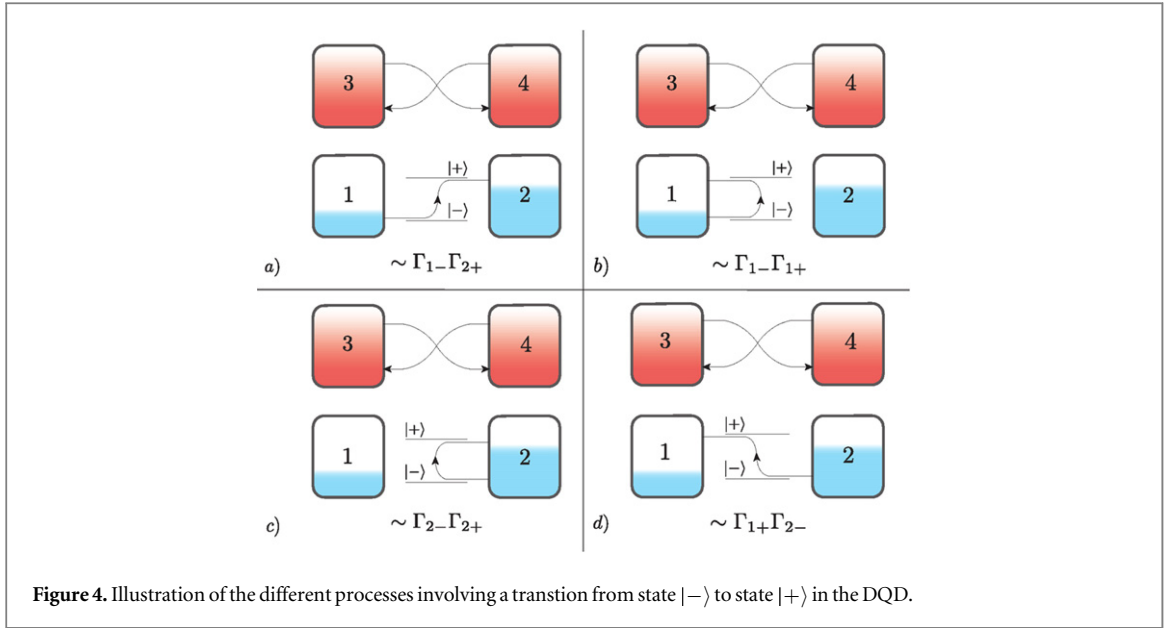 3 4
3 4
1 |+⟩ |−⟩ 2
1 |+⟩ |−⟩ 2
a) ∼ Γ₁₋Γ₂₊
b) ∼ Γ₁₋Γ₁₊
3 4
3 4
1 |+⟩ |−⟩ 2
1 |+⟩ |−⟩ 2
c) ∼ Γ₂₋Γ₂₊
d) ∼ Γ₁₊Γ₂₋
Figure 4. Illustration of the different processes involving a transtion from state |−⟩ to state |+⟩ in the DQD.